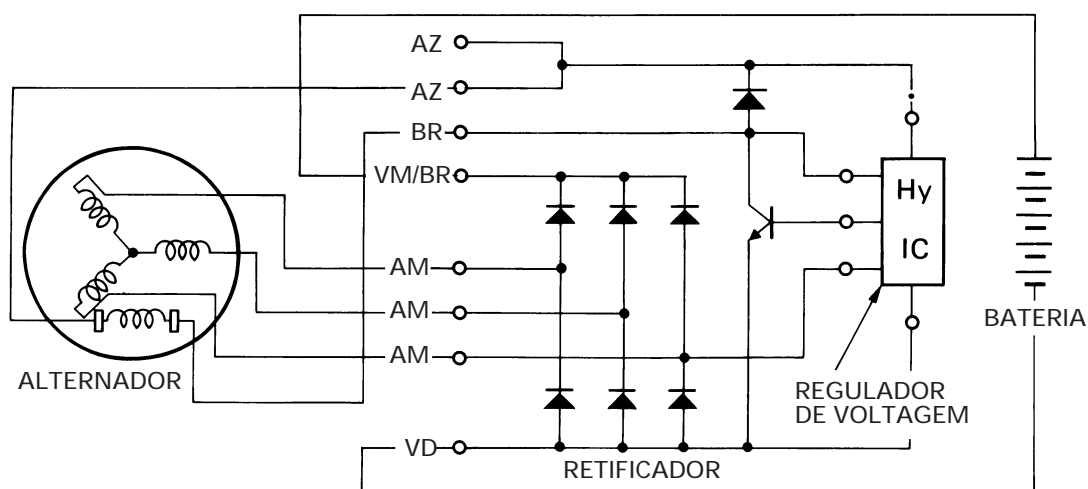 AZ
AZ
BR
VM/BR
Hy
IC
AM
AM
AM
BATERIA
ALTERNADOR
REGULADOR
DE VOLTAGEM
VD
RETIFICADOR